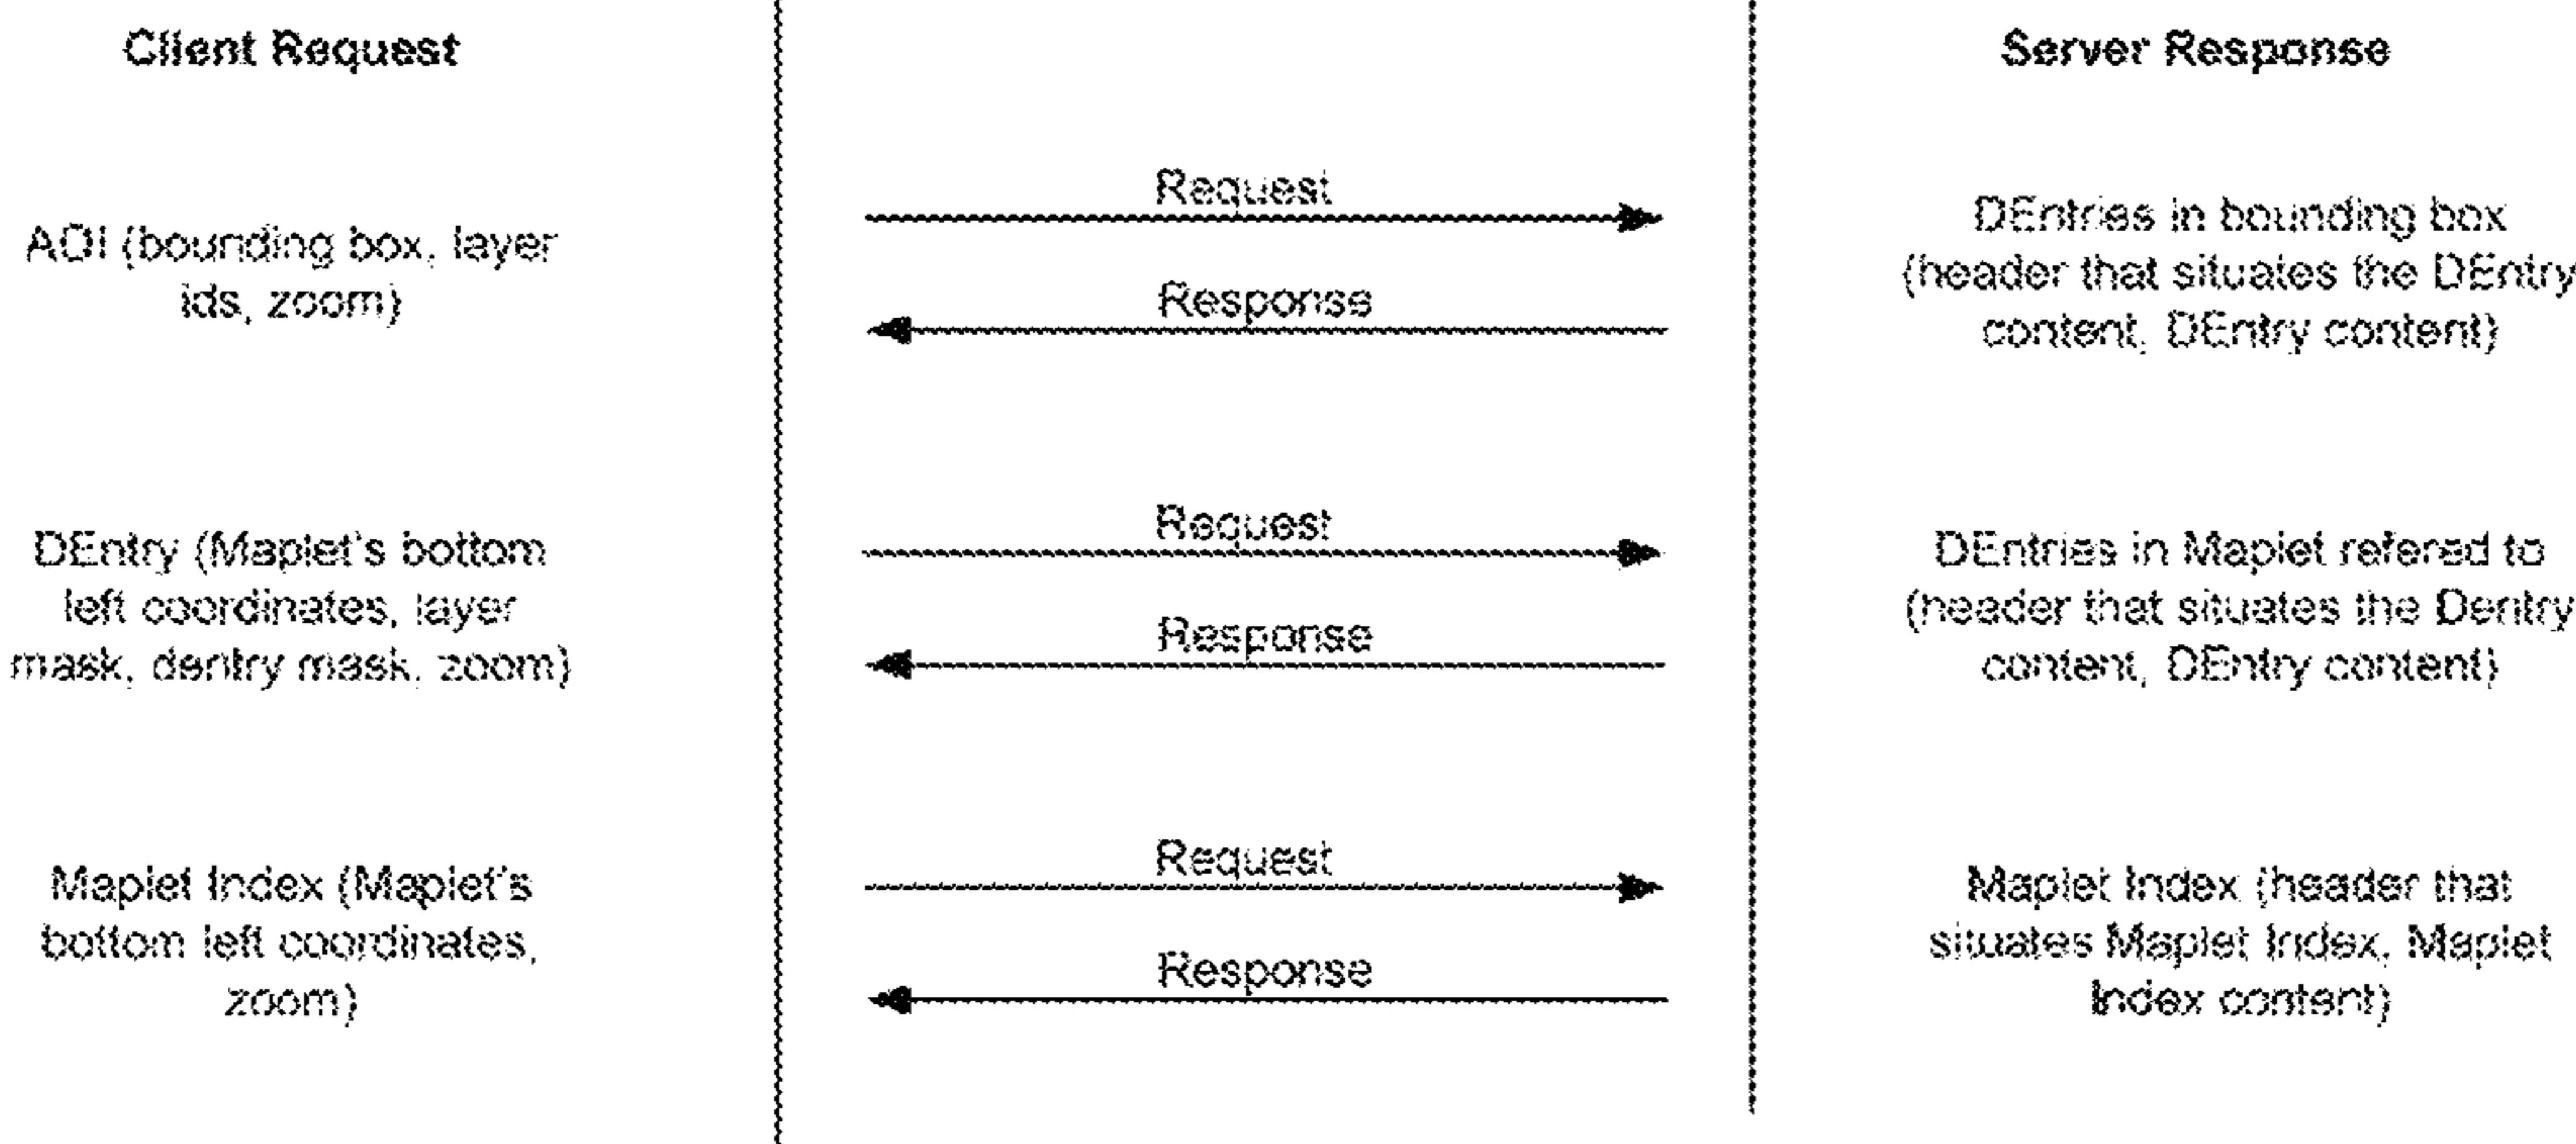 Client Request
Server Response
AOI (bounding box, layer
ids, zoom)
Request
Response
DEntries in bounding box
(header that situates the DEntry
content, DEntry content)
DEntry (Maplet's bottom
left coordinates, layer
mask, dentry mask, zoom)
Request
Response
DEntries in Maplet refered to
(header that situates the Dentry
content, DEntry content)
Maplet Index (Maplet's
bottom left coordinates,
zoom)
Request
Response
Maplet Index (header that
situates Maplet Index, Maplet
Index content)